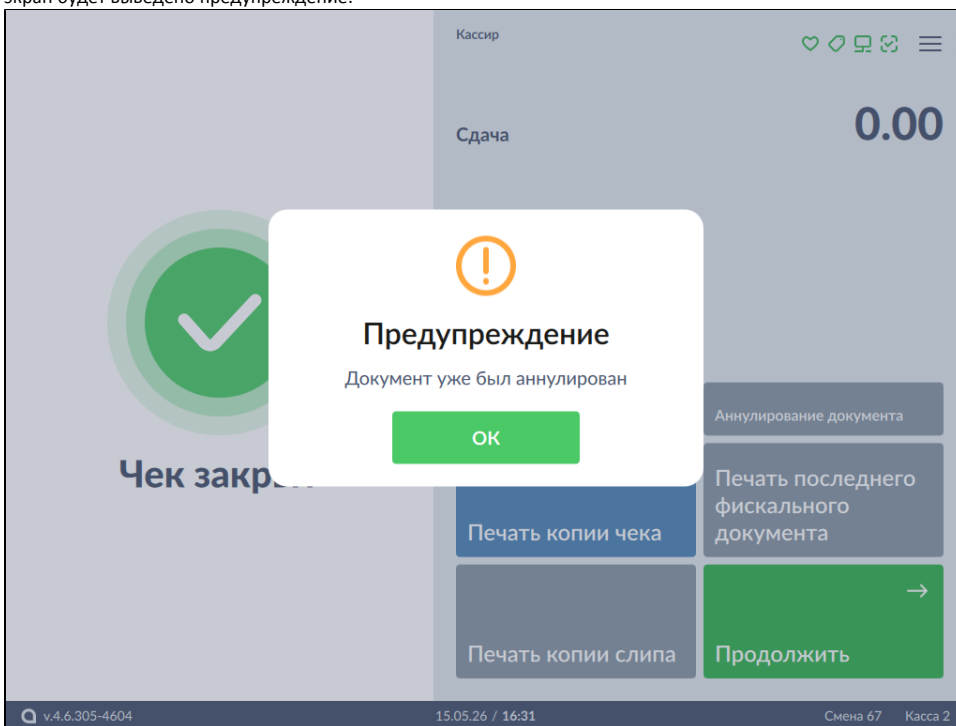 экран будет выведено предупреждение:
Кассир
Сдача
0.00
Предупреждение
Документ уже был аннулирован
ОК
Чек
Аннулирование документа
Печать последнего
фискального
документа
Печать копии чека
Печать копии слипа
Продолжить
v.4.6.305-4604
15.05.26 / 16:31
Смена 67 Касса 2